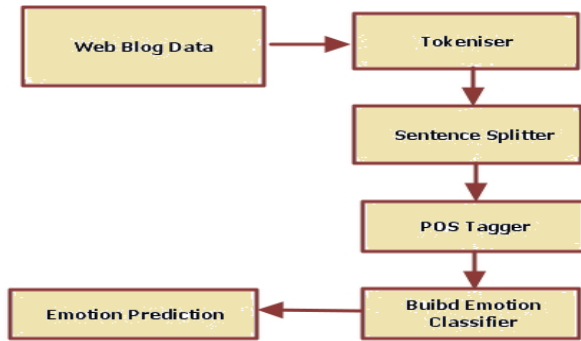 Web Blog Data
Tokeniser
Sentence Splitter
POS Tagger
Buibd Emotion
Classifier
Emotion Prediction